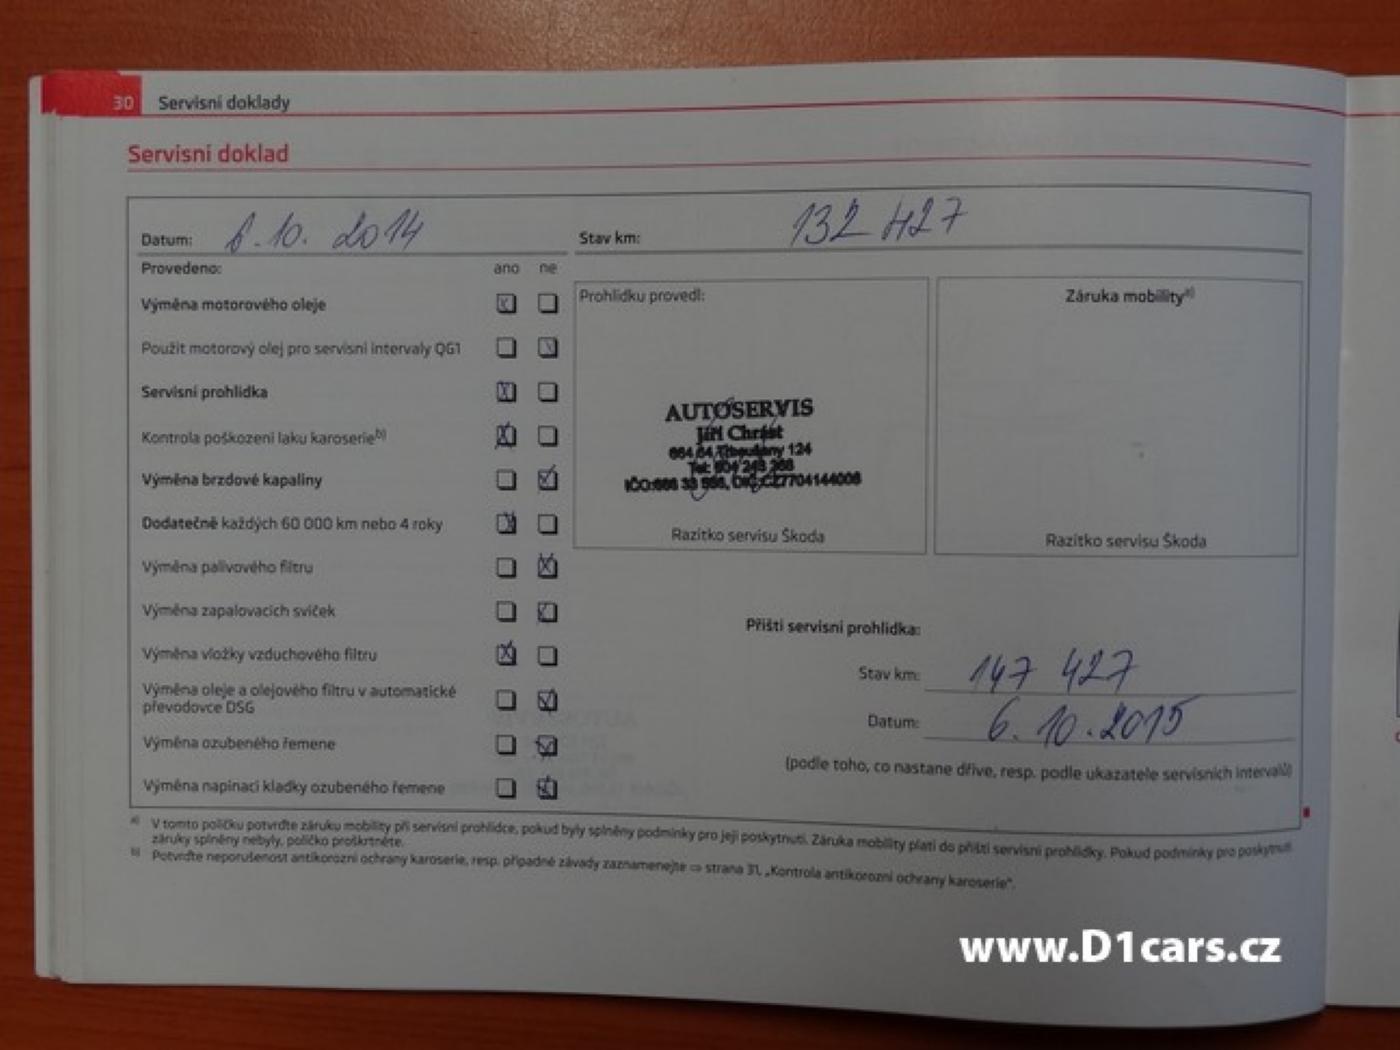 30 Servisní doklady
Servisní doklad
Datum: 6.10. 2014 Stav km: 132 427
Provedeno: ano ne
Výměna motorového oleje
Použit motorový olej pro servisní intervaly QG1
Servisní prohlídka
Kontrola poškození laku karoserie b)
Výměna brzdové kapaliny
Dodatečně každých 60 000 km nebo 4 roky
Výměna palivového filtru
Výměna zapalovacích svíček
Výměna vložky vzduchového filtru
Výměna oleje a olejového filtru v automatické
převodovce DSG
Výměna ozubeného řemene
Výměna napínací kladky ozubeného řemene
Prohlídku provedl:
AUTOSERVIS
Jiří Chrást
124
Razítko servisu Škoda
Záruka mobility a)
Razítko servisu Škoda
Příští servisní prohlídka:
Stav km: 147 427
Datum: 6. 10. 2015
(podle toho, co nastane dříve, resp. podle ukazatele servisních intervalů)
a) V tomto políčku potvrďte záruku mobility při servisní prohlídce, pokud byly splněny podmínky pro její poskytnutí. Záruka mobility platí do příští servisní prohlídky. Pokud podmínky pro poskytnutí
záruky splněny nebyly, políčko proškrtněte.
b) Potvrďte neporušenost antikorozní ochrany karoserie, resp. případné závady zaznamenejte ⇒ strana 31, „Kontrola antikorozní ochrany karoserie“.
www.D1cars.cz